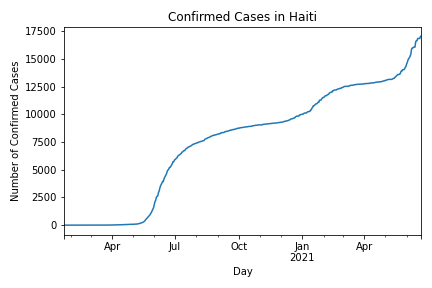 Confirmed Cases in Haiti
17500
15000
12500
10000
7500
5000
2500
0
Number of Confirmed Cases
Apr Jul Oct Jan Apr
2021
Day